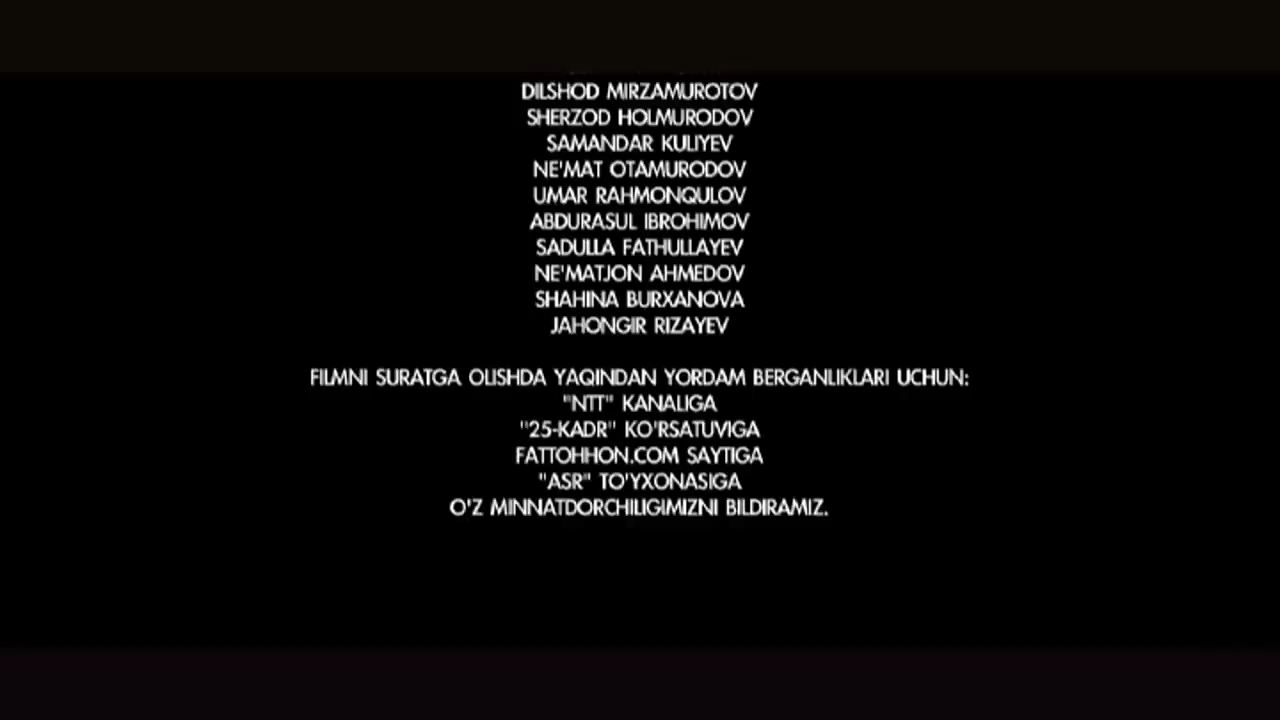 DILSHOD MIRZAMUROTOV
SHERZOD HOLMURODOV
SAMANDAR KULIYEV
NE'MAT OTAMURODOV
UMAR RAHMONQULOV
ABDURASUL IBROHIMOV
SADULLA FATHULLAYEV
NE'MATJON AHMEDOV
SHAHINA BURXANOVA
JAHONGIR RIZAYEV
FILMNI SURATGA OLISHDA YAQINDAN YORDAM BERGANLIKLARI UCHUN:
"NTT" KANALIGA
"25-KADR" KO'RSATUVIGA
FATTOHHON.COM SAYTIGA
"ASR" TO'YXONASIGA
O'Z MINNATDORCHILIGIMIZNI BILDIRAMIZ.